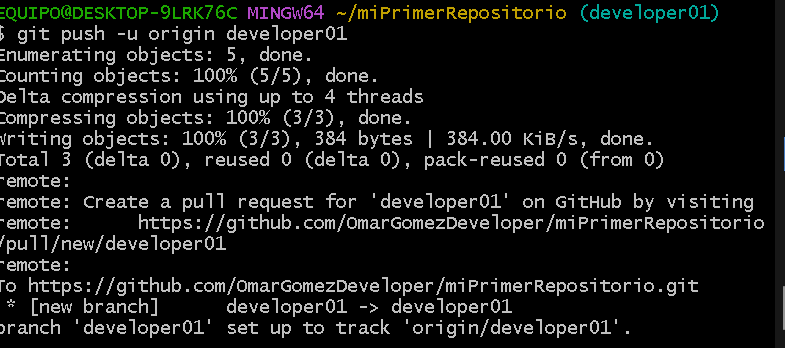 EQUIPO@DESKTOP-9LRK76C MINGW64 ~/miPrimerRepositorio (developer01)
$ git push -u origin developer01
Enumerating objects: 5, done.
Counting objects: 100% (5/5), done.
Delta compression using up to 4 threads
Compressing objects: 100% (3/3), done.
Writing objects: 100% (3/3), 384 bytes | 384.00 KiB/s, done.
Total 3 (delta 0), reused 0 (delta 0), pack-reused 0 (from 0)
remote:
remote: Create a pull request for 'developer01' on GitHub by visiting
remote:      https://github.com/OmarGomezDeveloper/miPrimerRepositorio
/pull/new/developer01
remote:
To https://github.com/OmarGomezDeveloper/miPrimerRepositorio.git
 * [new branch]      developer01 -> developer01
branch 'developer01' set up to track 'origin/developer01'.